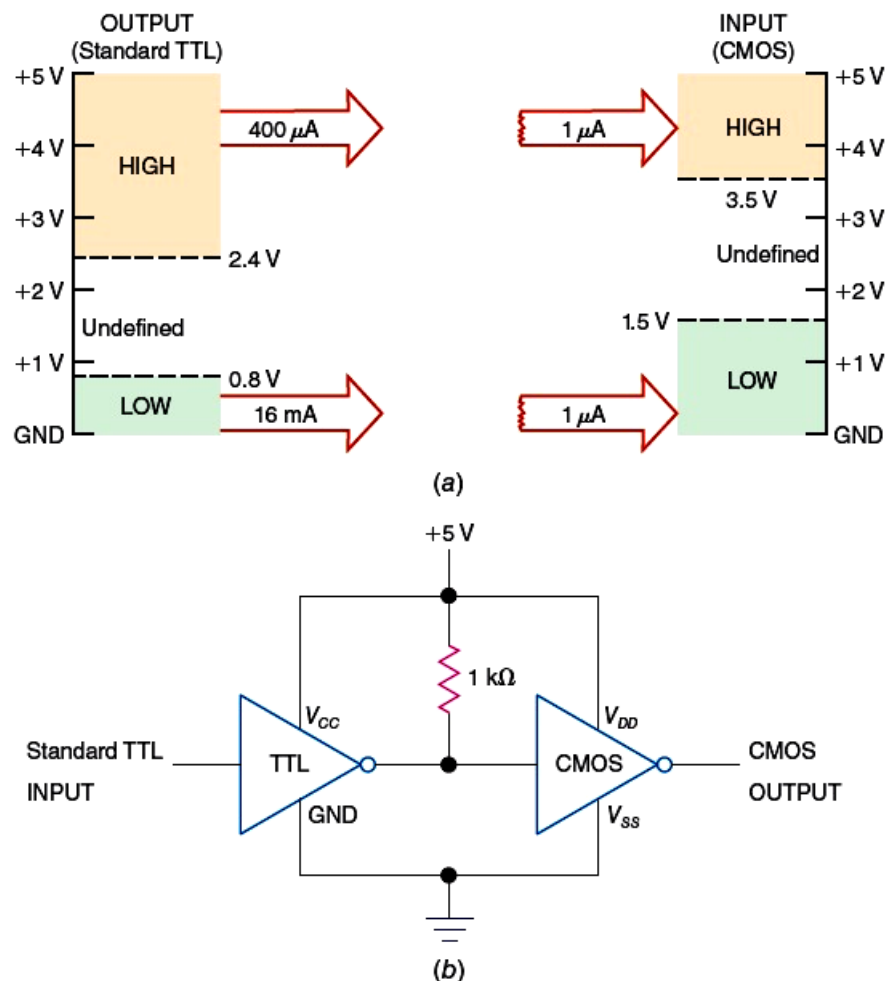 OUTPUT
(Standard TTL)
INPUT
(CMOS)
+5 V
+4 V
+3 V
+2 V
+1 V
GND
HIGH
400 μA
2.4 V
Undefined
0.8 V
LOW
16 mA
1 μA
HIGH
3.5 V
Undefined
1.5 V
LOW
1 μA
+5 V
+4 V
+3 V
+2 V
+1 V
GND
(a)
+5 V
1 kΩ
VCC
VDD
Standard TTL
INPUT
TTL
CMOS
CMOS
OUTPUT
GND
VSS
(b)